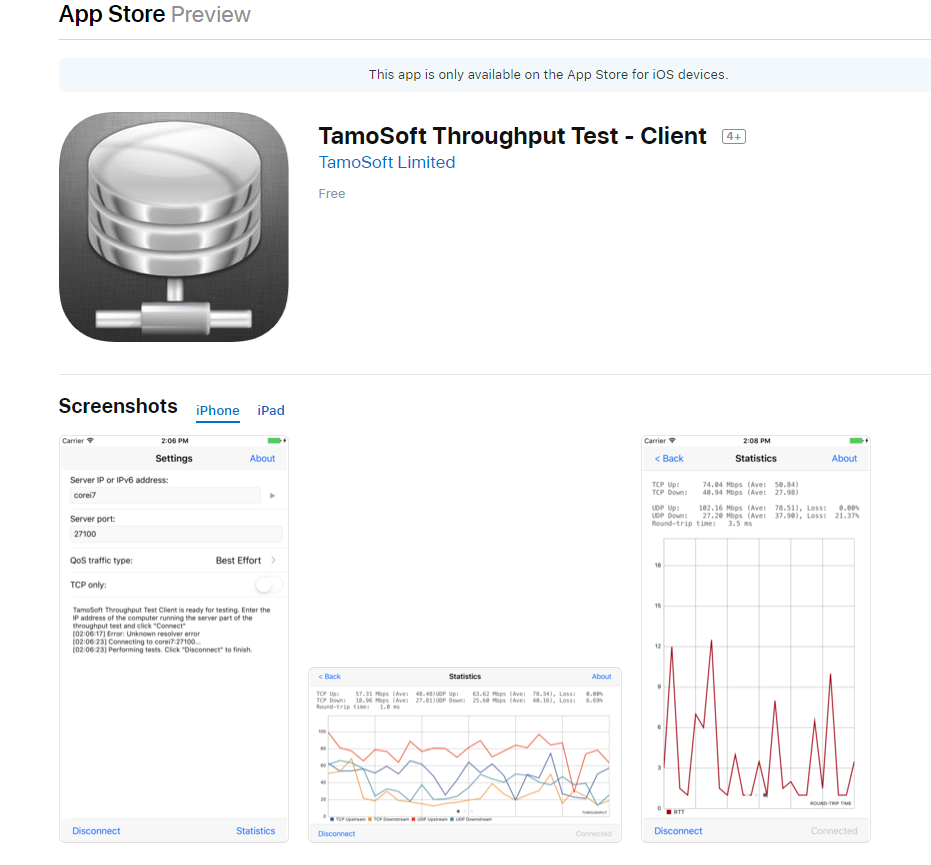 App Store Preview
This app is only available on the App Store for iOS devices.
TamoSoft Throughput Test - Client 4+
TamoSoft Limited
Free
Screenshots iPhone iPad
Carrier 2:06 PM
Settings About
Server IP or IPv6 address:
corei7
Server port:
27100
QoS traffic type: Best Effort
TCP only:
TamoSoft Throughput Test Client is ready for testing. Enter the
IP address of the computer running the server part of the
throughput test and click "Connect"
[02:06:17] Error: Unknown resolver error
[02:06:23] Connecting to corei7:27100...
[02:06:23] Performing tests. Click "Disconnect" to finish.
Disconnect Statistics
< Back Statistics About
TCP Up: 57.31 Mbps (Ave: 48.48)UDP Up: 63.62 Mbps (Ave: 78.34), Loss: 0.00%
TCP Down: 18.96 Mbps (Ave: 27.81)UDP Down: 25.60 Mbps (Ave: 40.16), Loss: 6.69%
Round-trip time: 1.0 ms
100
80
60
40
20
0
THROUGHPUT
TCP Upstream TCP Downstream UDP Upstream UDP Downstream
Disconnect Connected
Carrier 2:08 PM
< Back Statistics About
TCP Up: 74.04 Mbps (Ave: 50.84)
TCP Down: 40.94 Mbps (Ave: 27.98)
UDP Up: 102.16 Mbps (Ave: 78.51), Loss: 0.00%
UDP Down: 27.20 Mbps (Ave: 37.90), Loss: 21.37%
Round-trip time: 3.5 ms
18
15
12
9
6
3
0
ROUND-TRIP TIME
RTT
Disconnect Connected